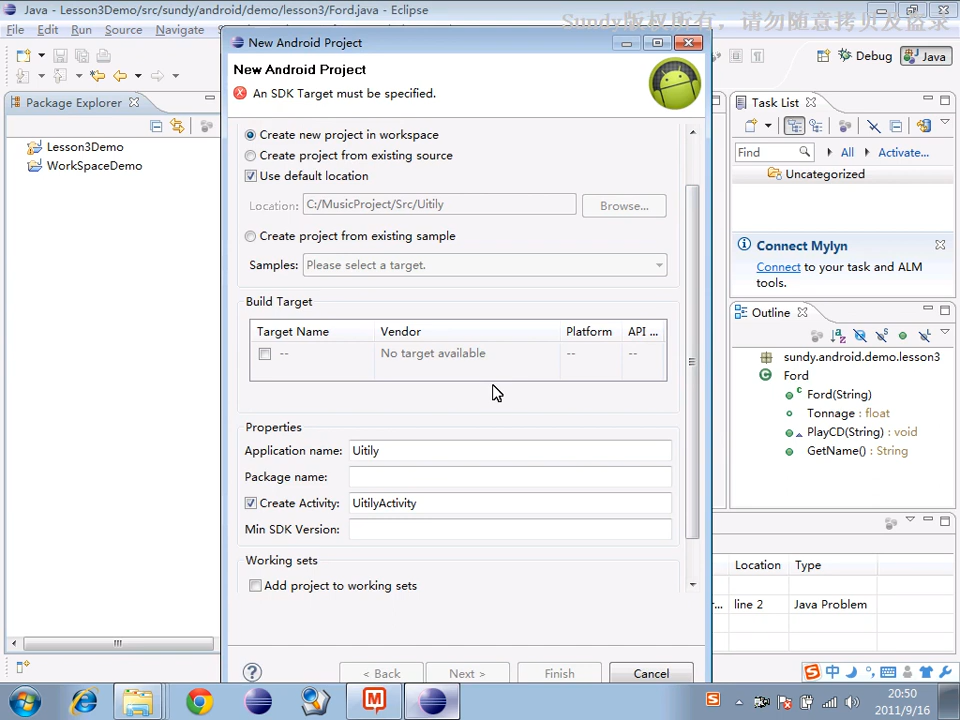 Java - Lesson3Demo/src/sundy/android/demo/lesson3/Ford.java - Eclipse
Sundy版权所有，请勿随意拷贝及盗录
File Edit Run Source Navigate
New Android Project
Debug
Java
New Android Project
An SDK Target must be specified.
Package Explorer
Lesson3Demo
WorkSpaceDemo
Create new project in workspace
Create project from existing source
Use default location
Location: C:/MusicProject/Src/Uitily Browse...
Create project from existing sample
Samples: Please select a target.
Build Target
Target Name Vendor Platform API ...
-- No target available -- --
Properties
Application name: Uitily
Package name:
Create Activity: UitilyActivity
Min SDK Version:
Working sets
Add project to working sets
< Back Next > Finish Cancel
Task List
Find All Activate...
Uncategorized
Connect Mylyn
Connect to your task and ALM
tools.
Outline
sundy.android.demo.lesson3
Ford
Ford(String)
Tonnage : float
PlayCD(String) : void
GetName() : String
Location Type
r... line 2 Java Problem
中
20:50
2011/9/16